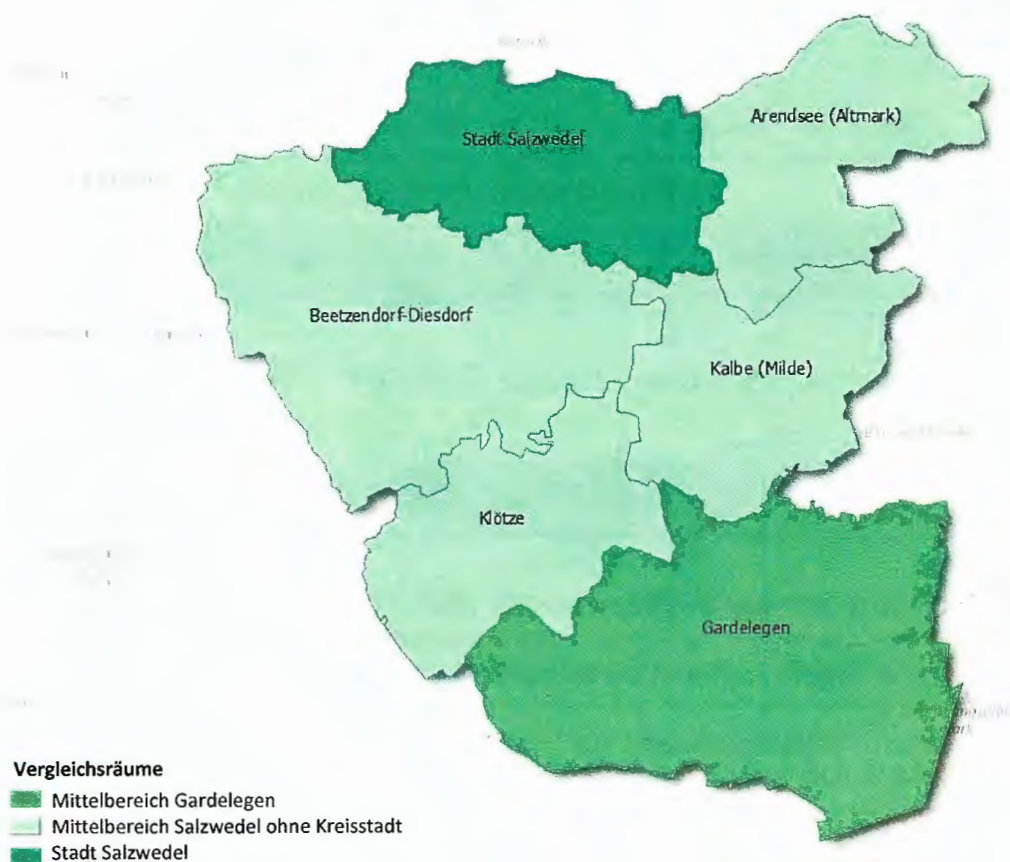 Stadt Salzwedel
Arendsee (Altmark)
Beetzendorf-Diesdorf
Kalbe (Milde)
Klötze
Gardelegen
Vergleichsräume
Mittelbereich Gardelegen
Mittelbereich Salzwedel ohne Kreisstadt
Stadt Salzwedel